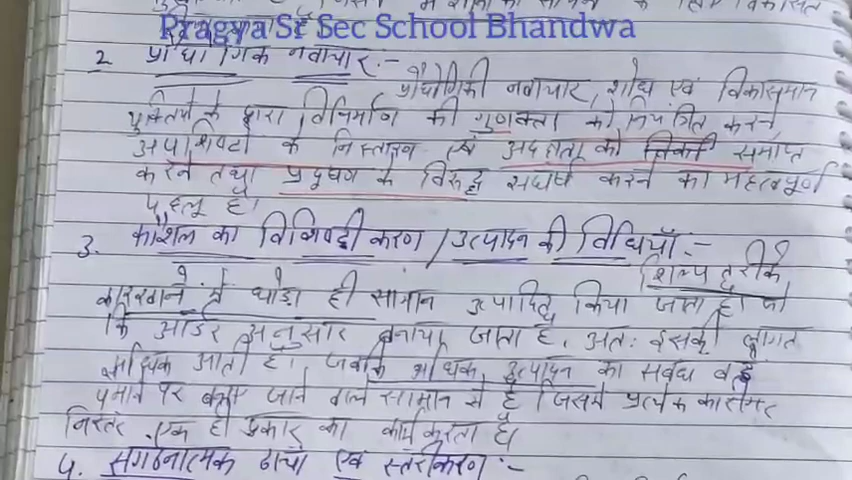 Pragya Sr Sec School Bhandwa
2 प्रौद्योगिक नवाचार:-
प्रौद्योगिकी नवाचार, शोध एवं विकासमान
युक्तियों के द्वारा विनिर्माण की गुणवत्ता को नियंत्रित करने
अपशिष्टों के निस्तारण एवं अदक्षता को समाप्त
करने तथा प्रदूषण के विरुद्ध संघर्ष करने का महत्वपूर्ण
पहलू है।
3. कौशल का विशिष्टीकरण / उत्पादन की विधियाँ:-
शिल्प तरीके
कारखाने में थोड़ा ही सामान उत्पादित किया जाता है जो
कि आर्डर अनुसार बनाया जाता है, अतः इसकी लागत
अधिक आती है। जबकि अधिक उत्पादन का संबंध बड़े
पैमाने पर जाने वाले सामान से है जिसमें प्रत्येक कारीगर
निरंतर एक ही प्रकार का कार्य करता है।
4. संगठनात्मक ढांचा एवं स्तरीकरण:-